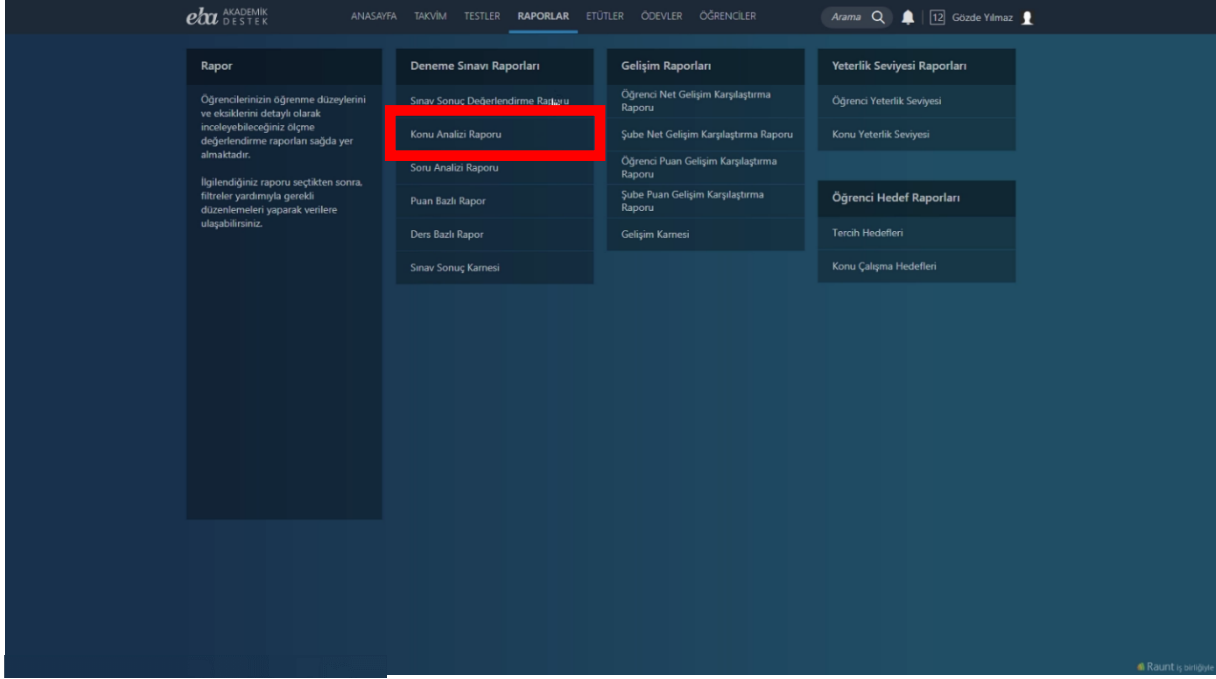 eba AKADEMİK
DESTEK
ANASAYFA TAKVİM TESTLER RAPORLAR ETÜTLER ÖDEVLER ÖĞRENCİLER
Arama 12 Gözde Yılmaz
Rapor
Öğrencilerinizin öğrenme düzeylerini
ve eksiklerini detaylı olarak
inceleyebileceğiniz ölçme
değerlendirme raporları sağda yer
almaktadır.
İlgilendiğiniz raporu seçtikten sonra,
filtreler yardımıyla gerekli
düzenlemeleri yaparak verilere
ulaşabilirsiniz.
Deneme Sınavı Raporları
Sınav Sonuç Değerlendirme Raporu
Konu Analizi Raporu
Soru Analizi Raporu
Puan Bazlı Rapor
Ders Bazlı Rapor
Sınav Sonuç Karnesi
Gelişim Raporları
Öğrenci Net Gelişim Karşılaştırma
Raporu
Şube Net Gelişim Karşılaştırma Raporu
Öğrenci Puan Gelişim Karşılaştırma
Raporu
Şube Puan Gelişim Karşılaştırma
Raporu
Gelişim Karnesi
Yeterlik Seviyesi Raporları
Öğrenci Yeterlik Seviyesi
Konu Yeterlik Seviyesi
Öğrenci Hedef Raporları
Tercih Hedefleri
Konu Çalışma Hedefleri
Raunt iş birliğiyle